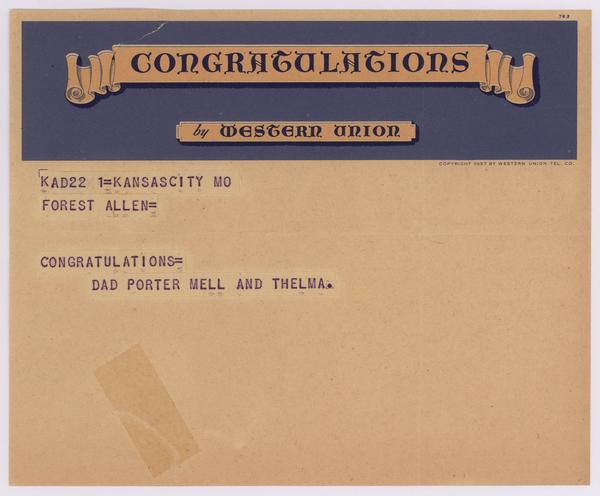 763
CONGRATULATIONS
by WESTERN UNION
COPYRIGHT 1937 BY WESTERN UNION TEL. CO.
KAD22 1=KANSASCITY MO
FOREST ALLEN=
CONGRATULATIONS=
DAD PORTER MELL AND THELMA.